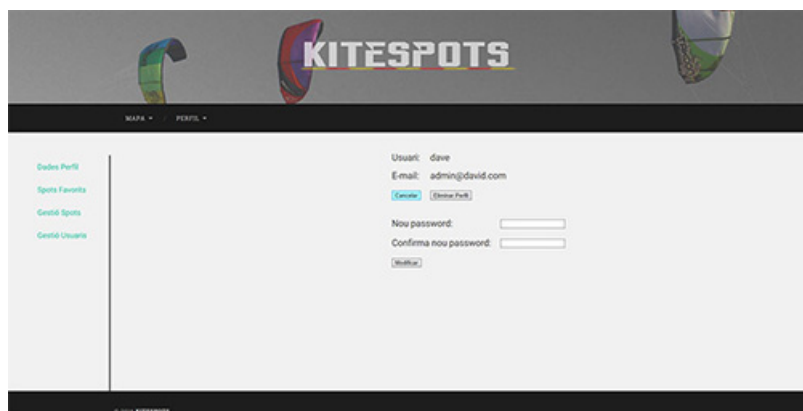 KITESPOTS
MAPA / PERFIL
Dades Perfil
Spots Favorits
Gestió Spots
Gestió Usuaris
Usuari: dave
E-mail: admin@david.com
Cancelar Eliminar Perfil
Nou password:
Confirma nou password:
Modificar